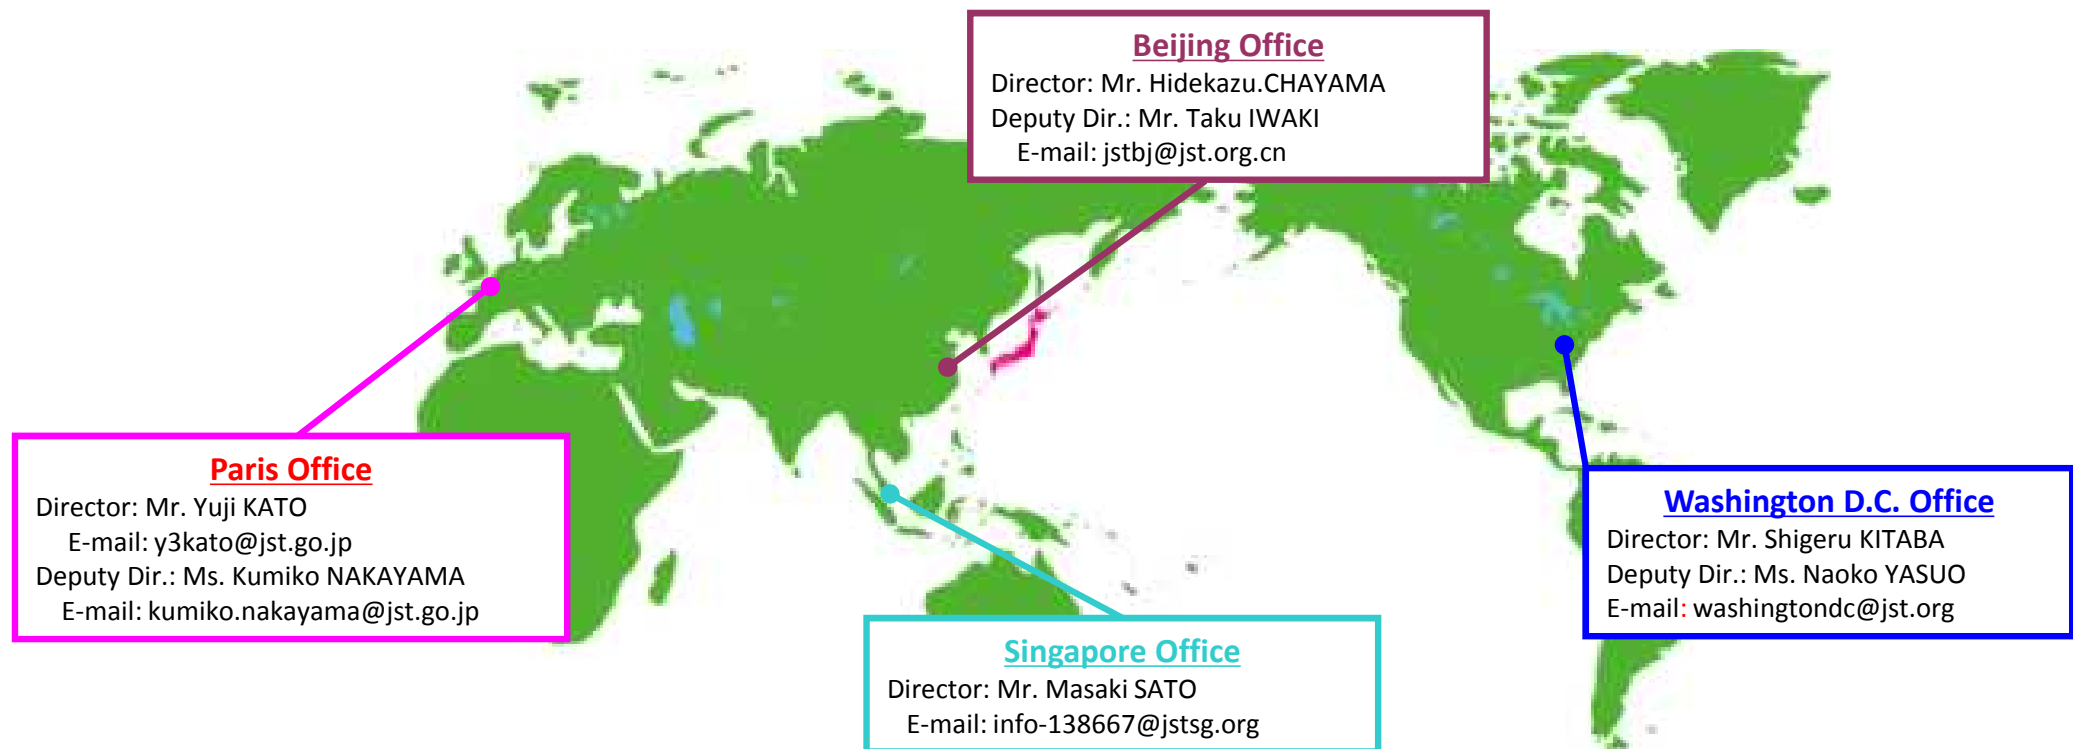 Beijing Office
Director: Mr. Hidekazu.CHAYAMA
Deputy Dir.: Mr. Taku IWAKI
E-mail: jstbj@jst.org.cn
Paris Office
Director: Mr. Yuji KATO
E-mail: y3kato@jst.go.jp
Deputy Dir.: Ms. Kumiko NAKAYAMA
E-mail: kumiko.nakayama@jst.go.jp
Washington D.C. Office
Director: Mr. Shigeru KITABA
Deputy Dir.: Ms. Naoko YASUO
E-mail: washingtondc@jst.org
Singapore Office
Director: Mr. Masaki SATO
E-mail: info-138667@jstsg.org